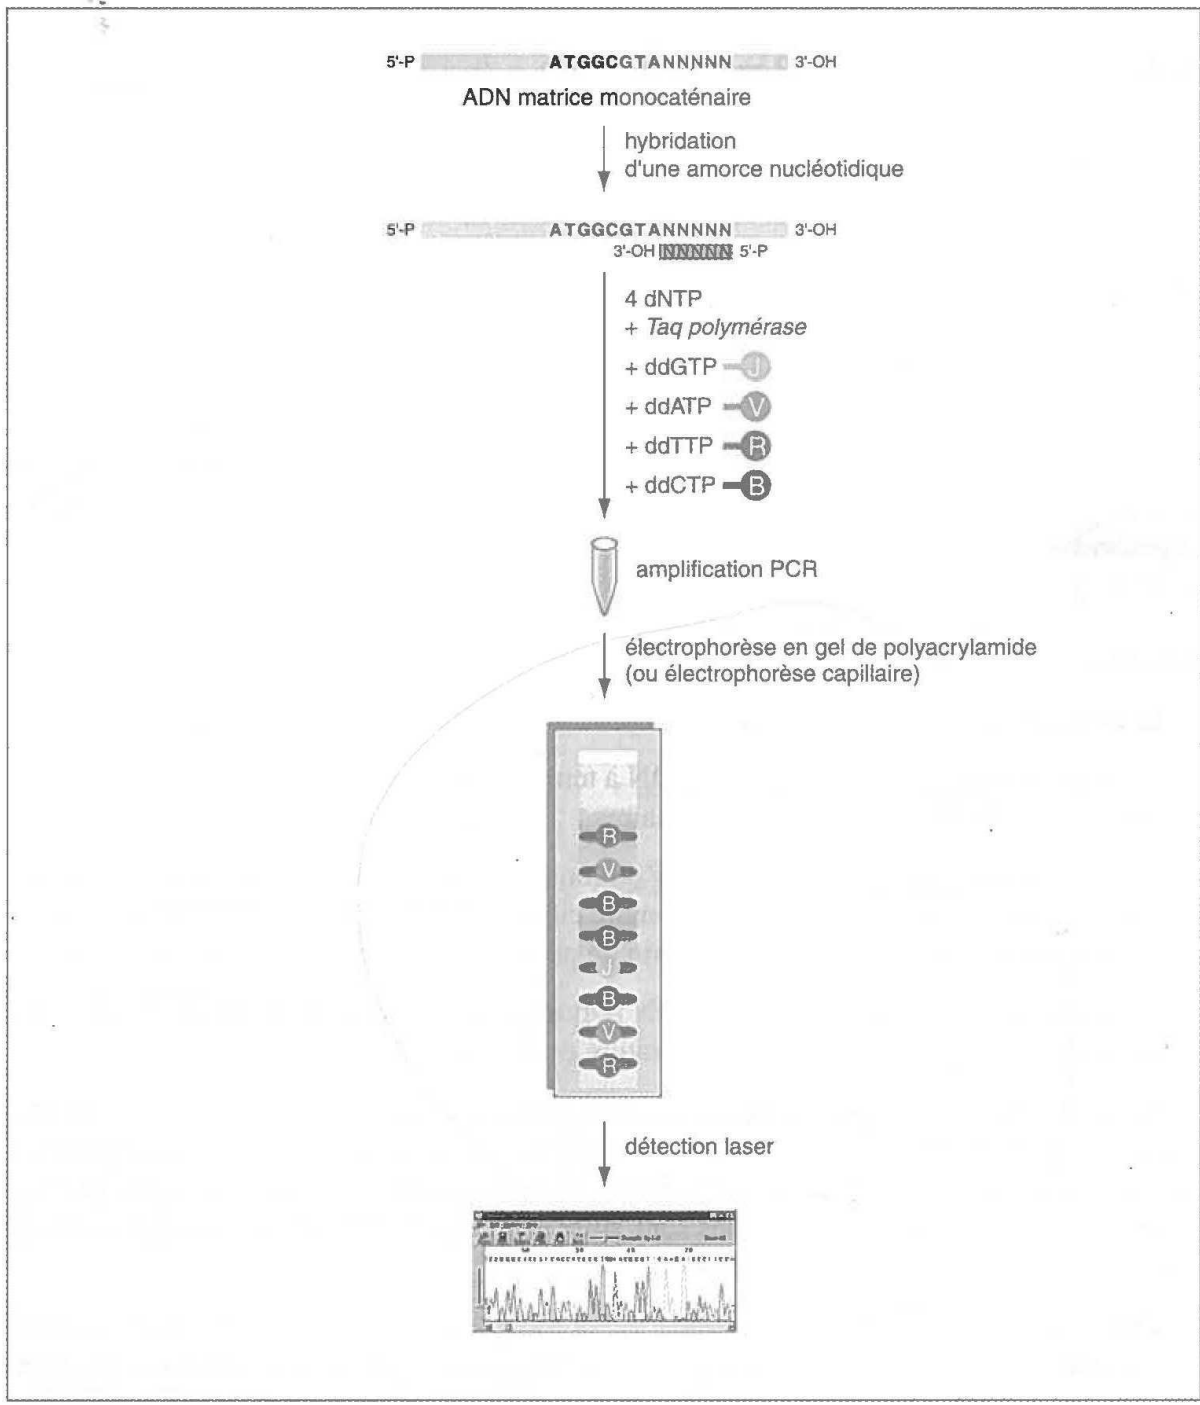 5'-P ATGGCGTANNNNN 3'-OH
ADN matrice monocaténaire
hybridation
d'une amorce nucléotidique
5'-P ATGGCGTANNNNN 3'-OH
3'-OH NNNNN 5'-P
4 dNTP
+ Taq polymérase
+ ddGTP J
+ ddATP V
+ ddTTP R
+ ddCTP B
amplification PCR
électrophorèse en gel de polyacrylamide
(ou électrophorèse capillaire)
R
V
B
B
J
B
V
R
détection laser